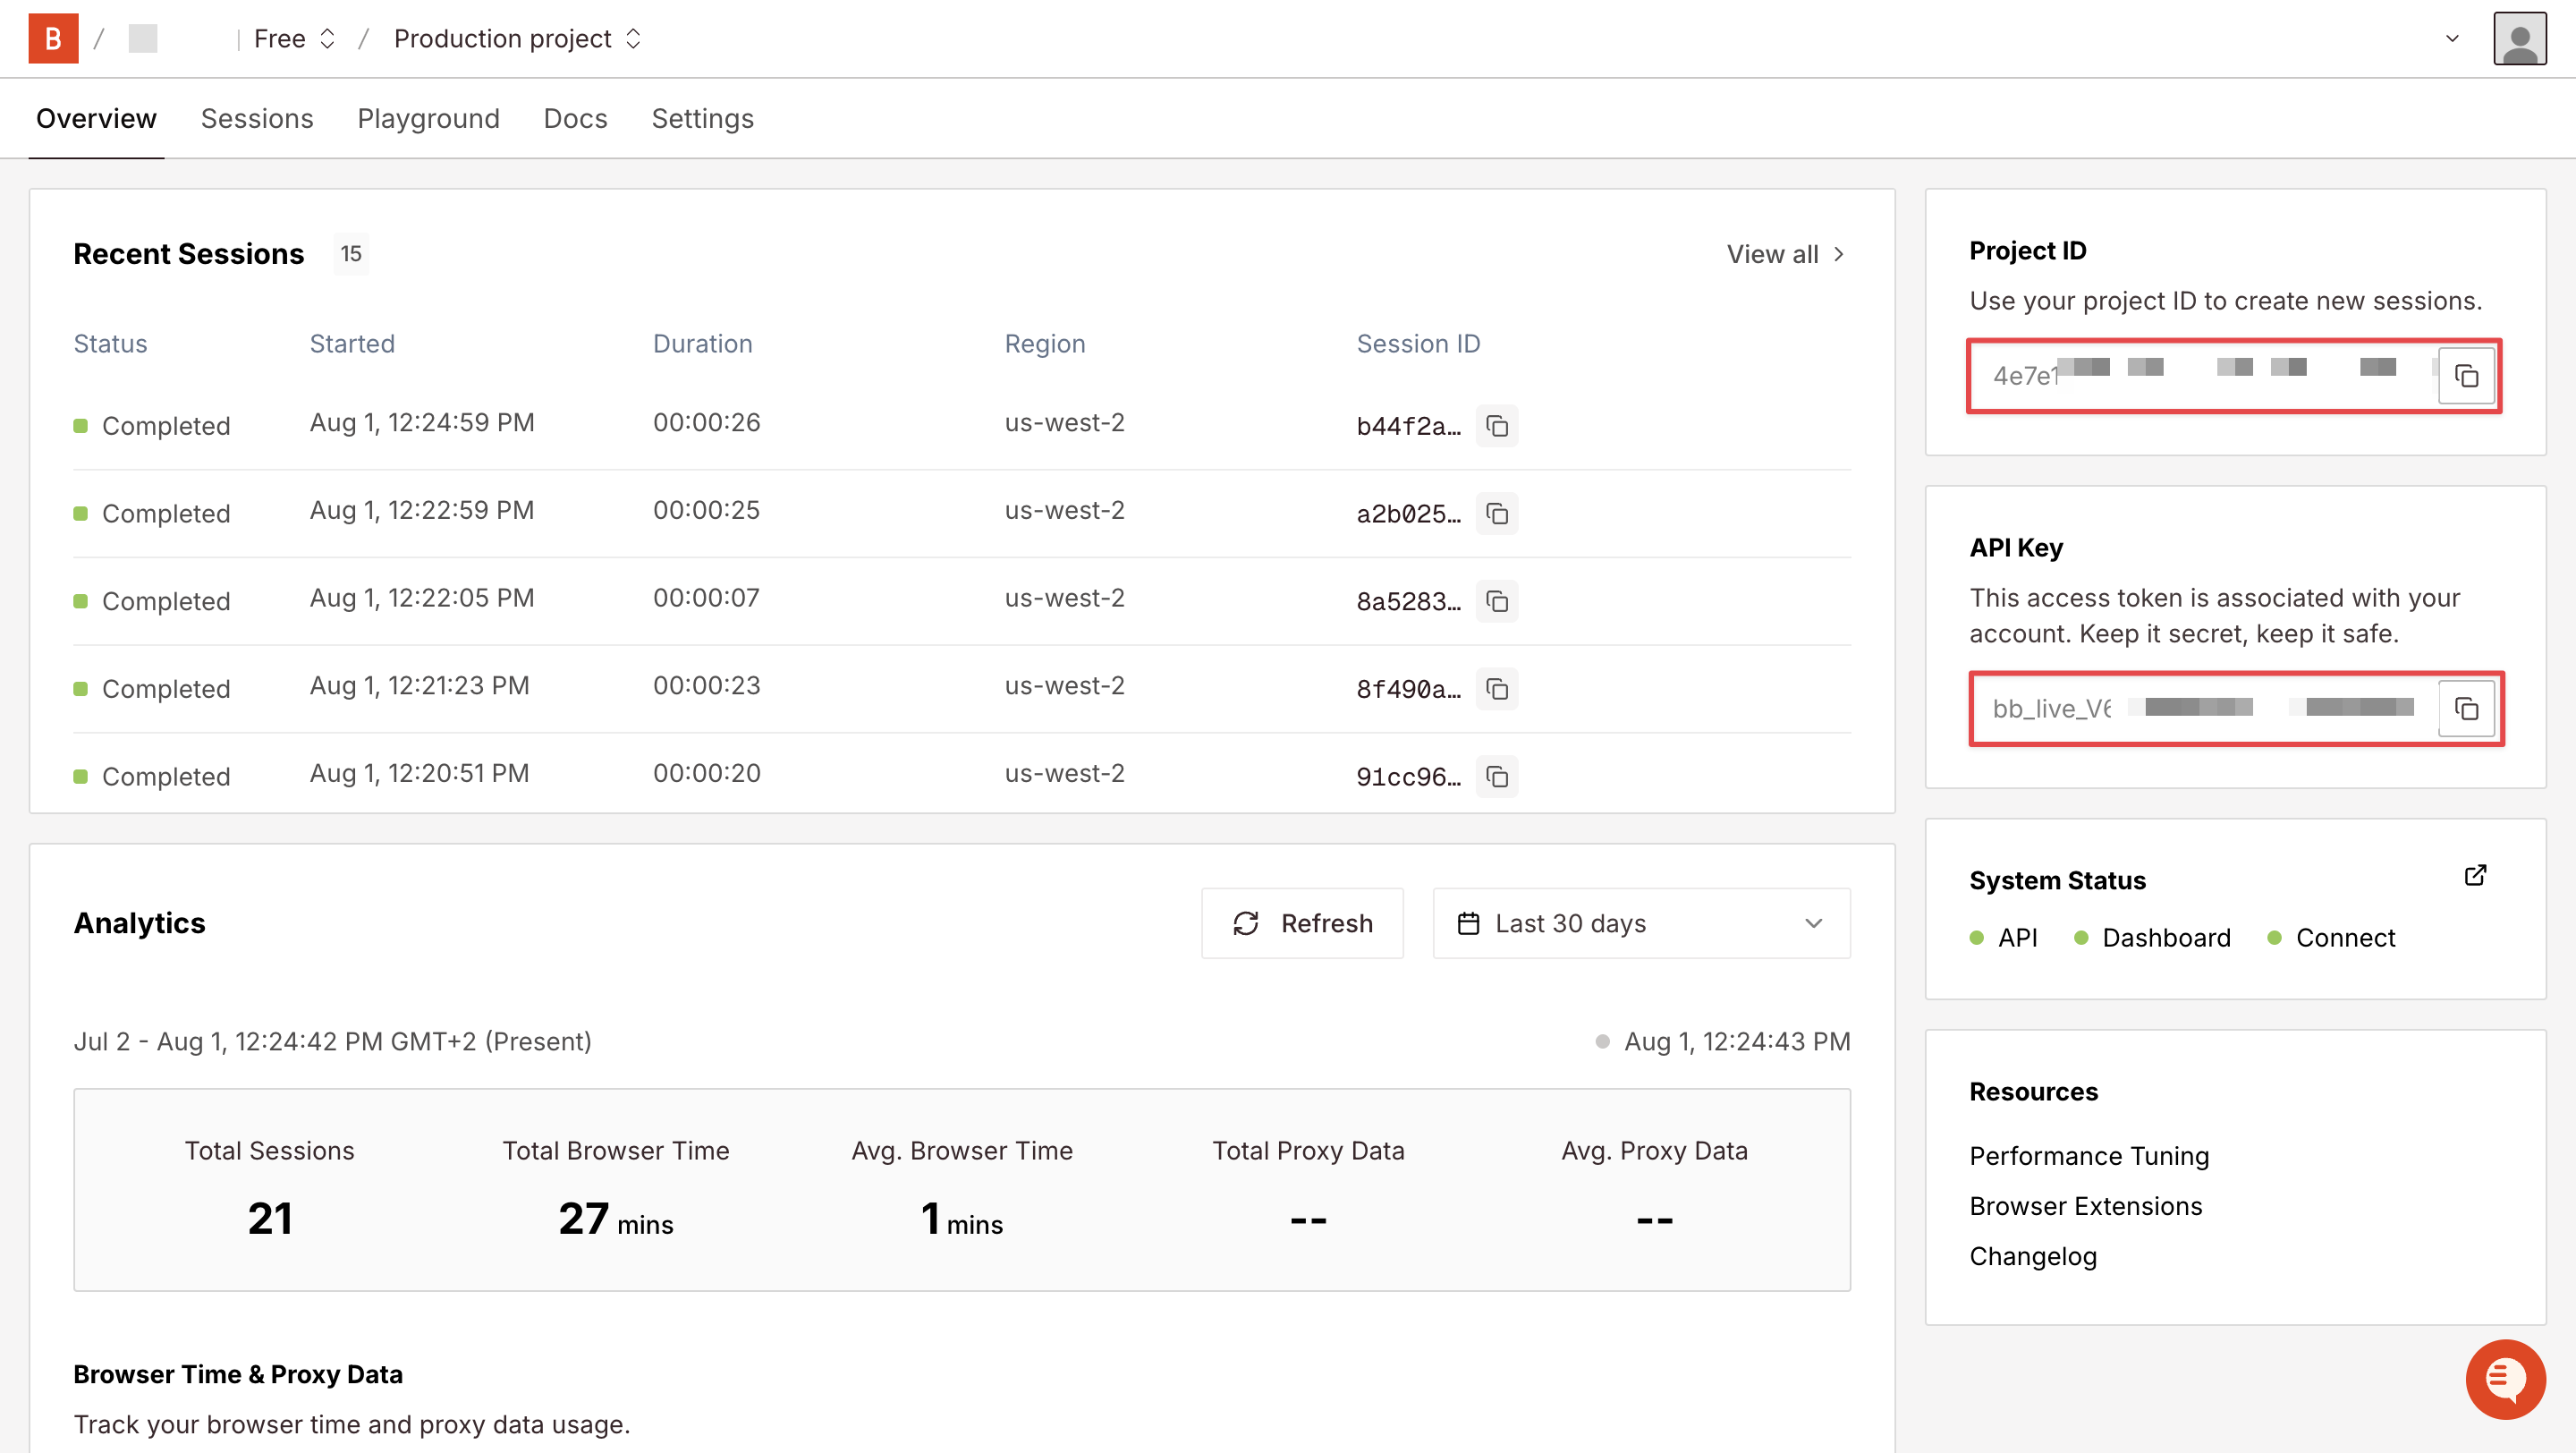 B / | Free / Production project
Overview Sessions Playground Docs Settings
Recent Sessions 15 View all
Status Started Duration Region Session ID
Completed Aug 1, 12:24:59 PM 00:00:26 us-west-2 b44f2a…
Completed Aug 1, 12:22:59 PM 00:00:25 us-west-2 a2b025…
Completed Aug 1, 12:22:05 PM 00:00:07 us-west-2 8a5283…
Completed Aug 1, 12:21:23 PM 00:00:23 us-west-2 8f490a…
Completed Aug 1, 12:20:51 PM 00:00:20 us-west-2 91cc96…
Analytics Refresh Last 30 days
Jul 2 - Aug 1, 12:24:42 PM GMT+2 (Present) Aug 1, 12:24:43 PM
Total Sessions Total Browser Time Avg. Browser Time Total Proxy Data Avg. Proxy Data
21 27 mins 1 mins -- --
Browser Time & Proxy Data
Track your browser time and proxy data usage.
Project ID
Use your project ID to create new sessions.
4e7e1
API Key
This access token is associated with your
account. Keep it secret, keep it safe.
bb_live_V6
System Status
API Dashboard Connect
Resources
Performance Tuning
Browser Extensions
Changelog